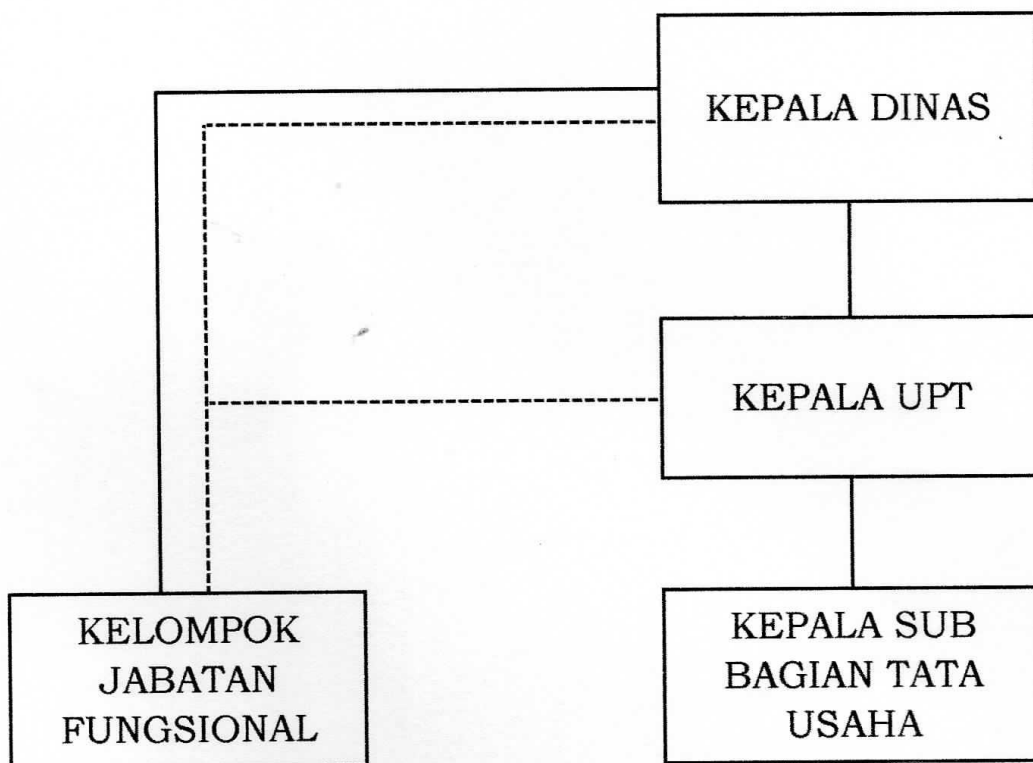 KEPALA DINAS
KEPALA UPT
KELOMPOK
JABATAN
FUNGSIONAL
KEPALA SUB
BAGIAN TATA
USAHA